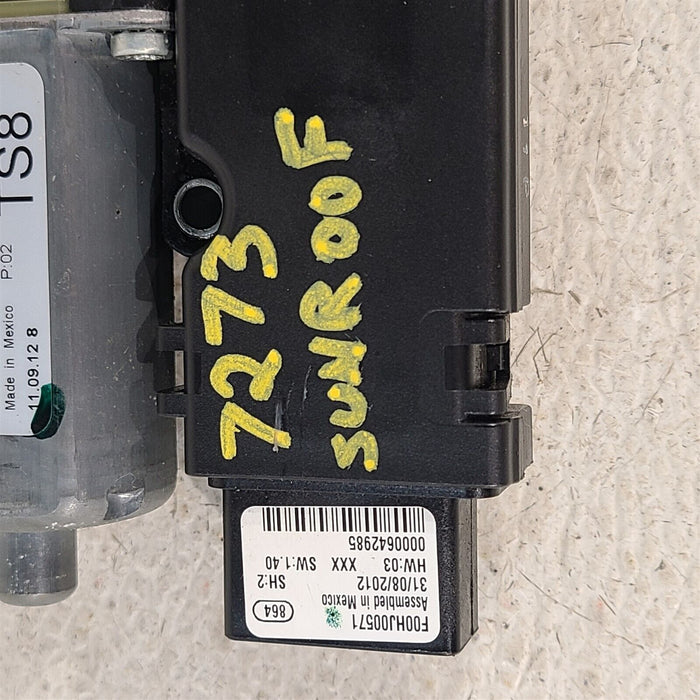 TS8
Made in Mexico P:02
11.09.12 8
7273
SUNROOF
F00HJ00571
Assembled in Mexico
31/08/2012 SH:2
HW:03 XXX SW:1.40
0000642985
864